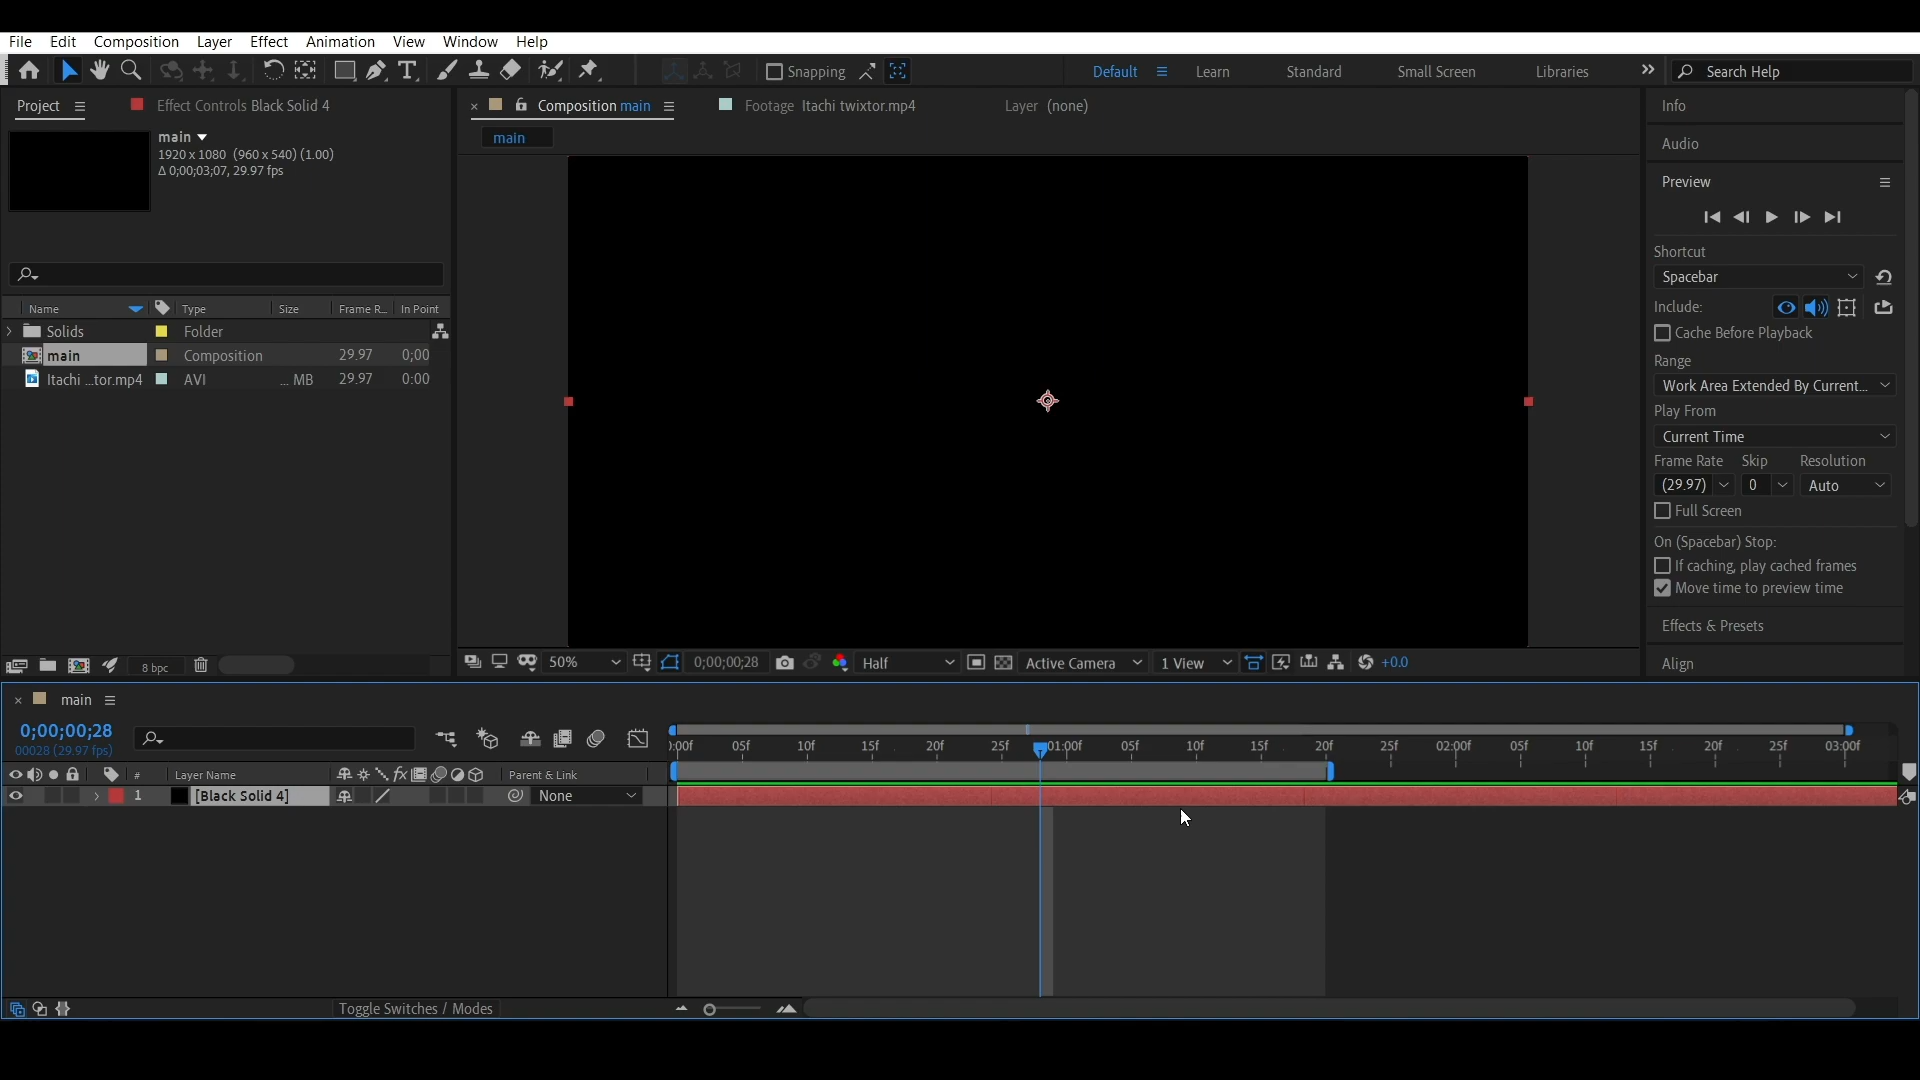 File Edit Composition Layer Effect Animation View Window Help
Snapping
Default Learn Standard Small Screen Libraries
Search Help
Project Effect Controls Black Solid 4
main
1920 x 1080 (960 x 540) (1.00)
Δ 0;00;03;07, 29.97 fps
Name Type Size Frame R... In Point
Solids Folder
main Composition 29.97 0;00
Itachi ...tor.mp4 AVI ... MB 29.97 0:00
8 bpc
× Composition main Footage Itachi twixtor.mp4 Layer (none)
main
50% 0;00;00;28 Half Active Camera 1 View +0.0
Info
Audio
Preview
Shortcut
Spacebar
Include:
Cache Before Playback
Range
Work Area Extended By Current...
Play From
Current Time
Frame Rate Skip Resolution
(29.97) 0 Auto
Full Screen
On (Spacebar) Stop:
If caching, play cached frames
Move time to preview time
Effects & Presets
Align
× main
0;00;00;28
00028 (29.97 fps)
):00f 05f 10f 15f 20f 25f 01:00f 05f 10f 15f 20f 25f 02:00f 05f 10f 15f 20f 25f 03:00f
# Layer Name fx Parent & Link
1 [Black Solid 4] None
Toggle Switches / Modes